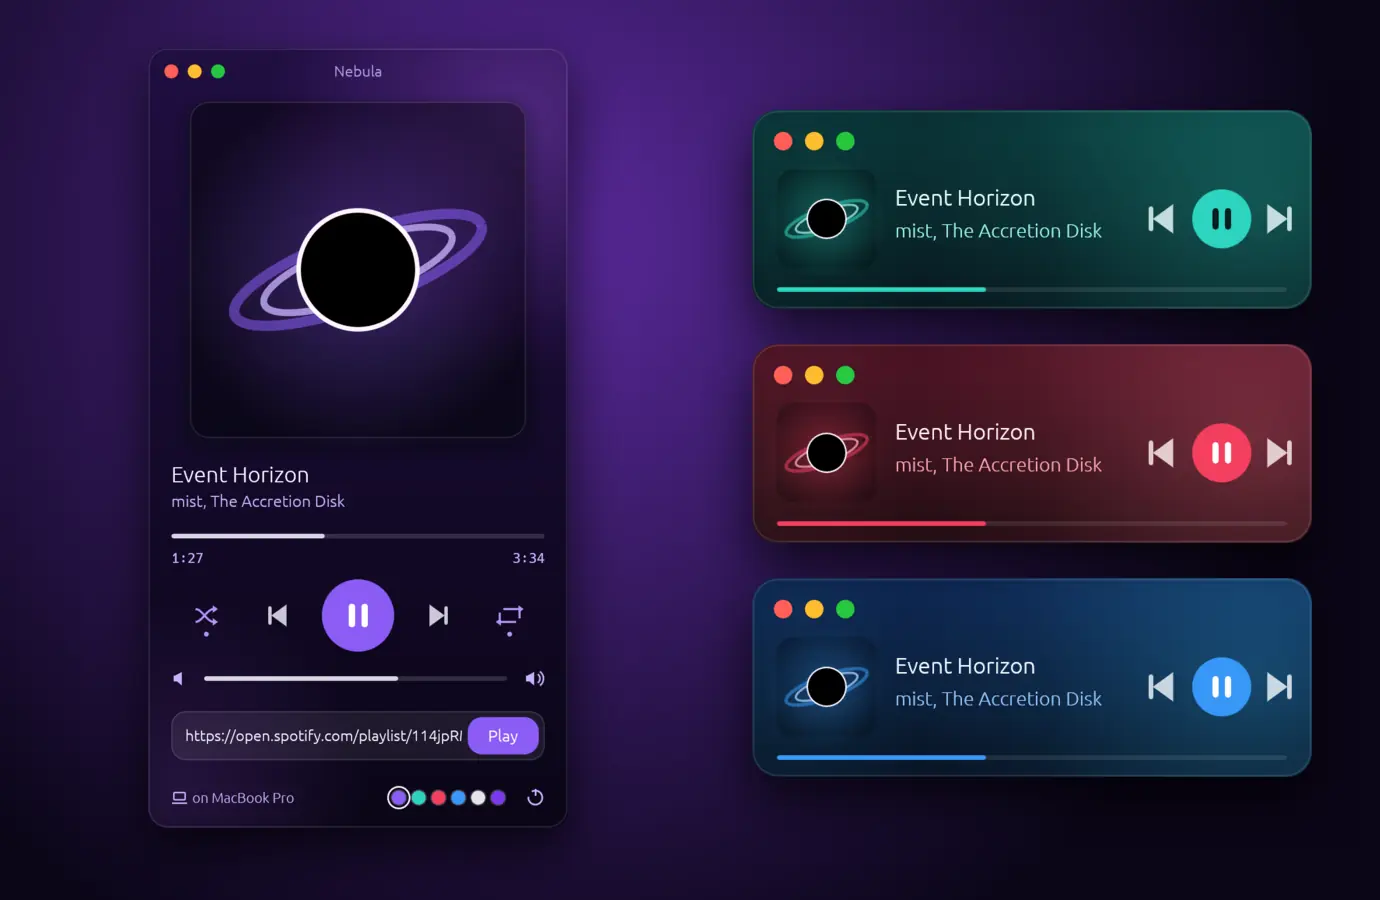 Nebula
Event Horizon
mist, The Accretion Disk
1:27
3:34
https://open.spotify.com/playlist/114jpR
Play
on MacBook Pro
Event Horizon
mist, The Accretion Disk
Event Horizon
mist, The Accretion Disk
Event Horizon
mist, The Accretion Disk